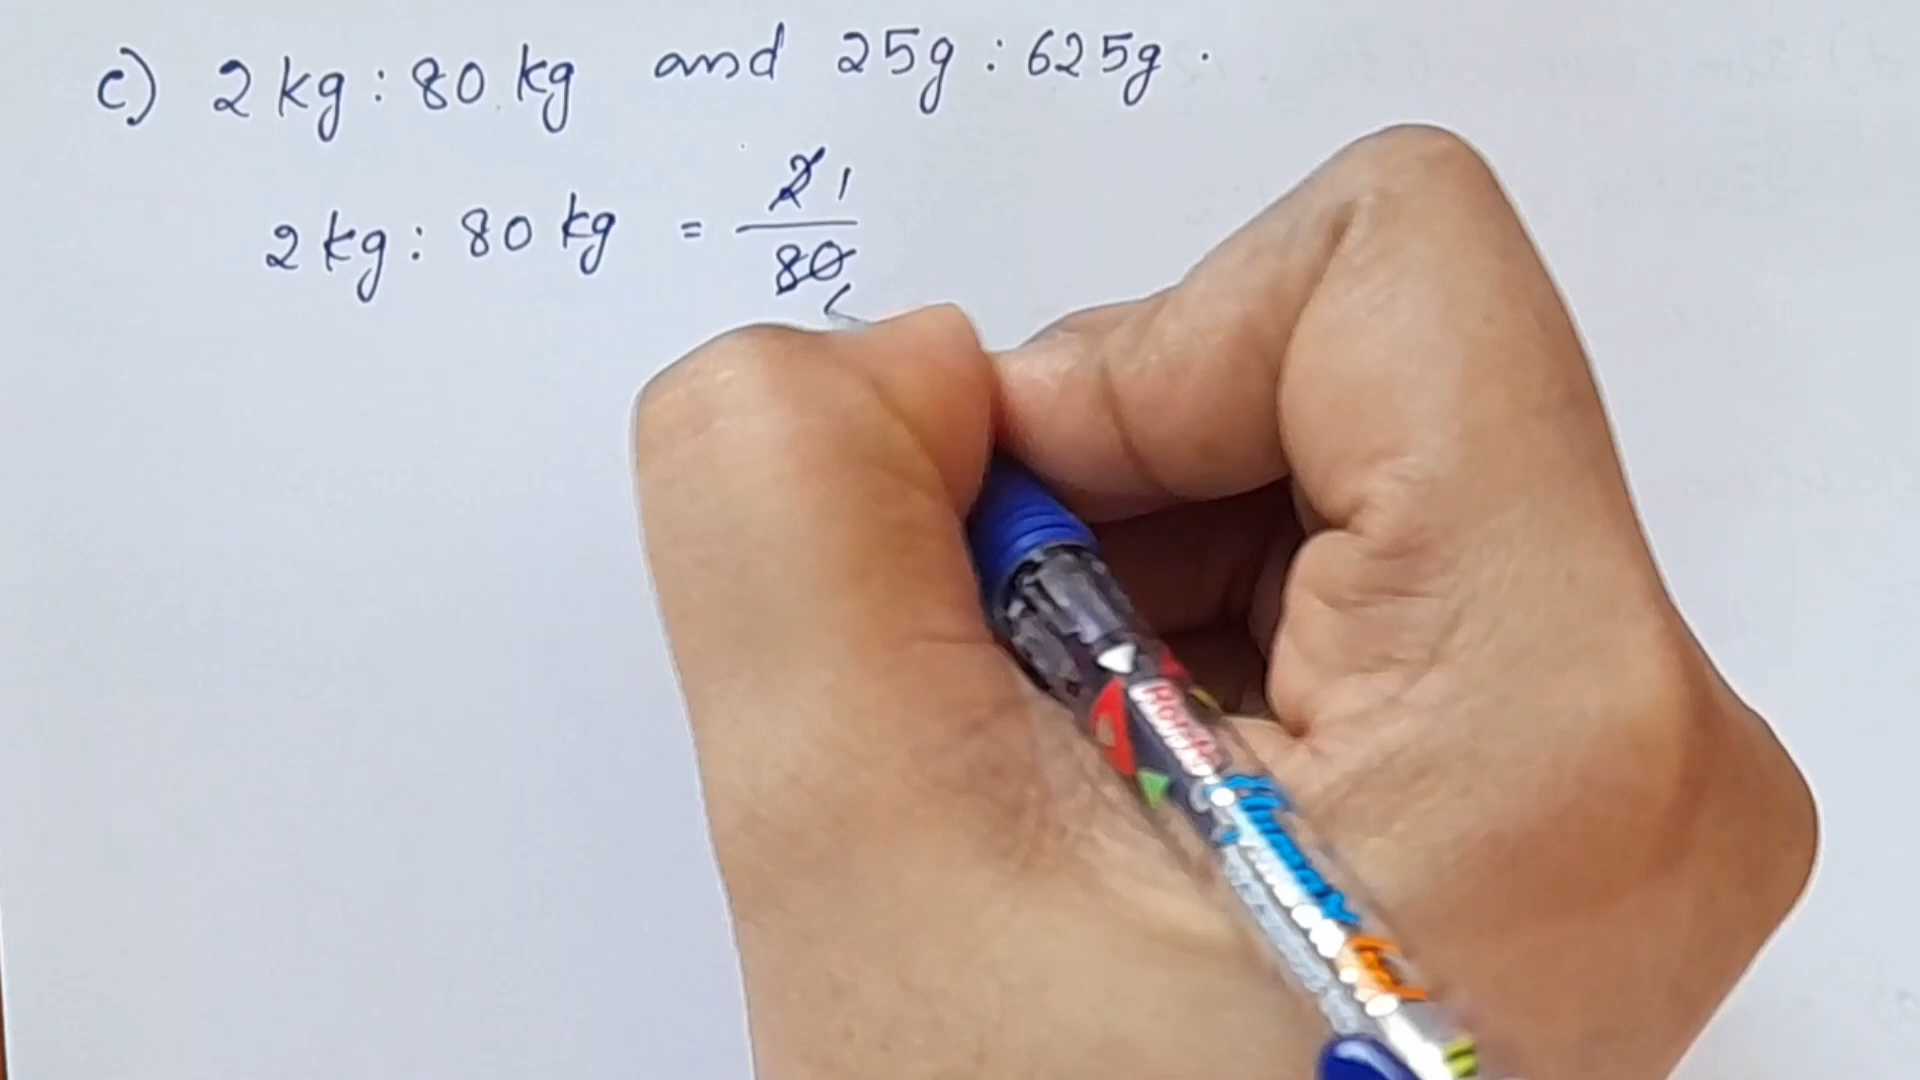 c) 2 kg : 80 kg and 25g : 625g .
2 kg : 80 kg = 2 1
80